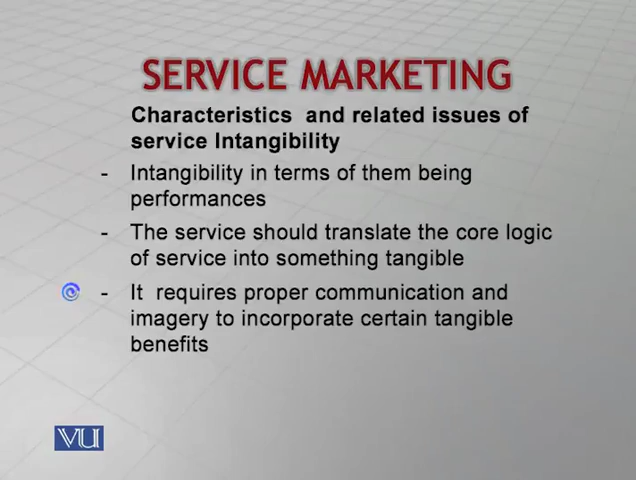 SERVICE MARKETING
Characteristics and related issues of
service Intangibility
- Intangibility in terms of them being
performances
- The service should translate the core logic
of service into something tangible
- It requires proper communication and
imagery to incorporate certain tangible
benefits
VU